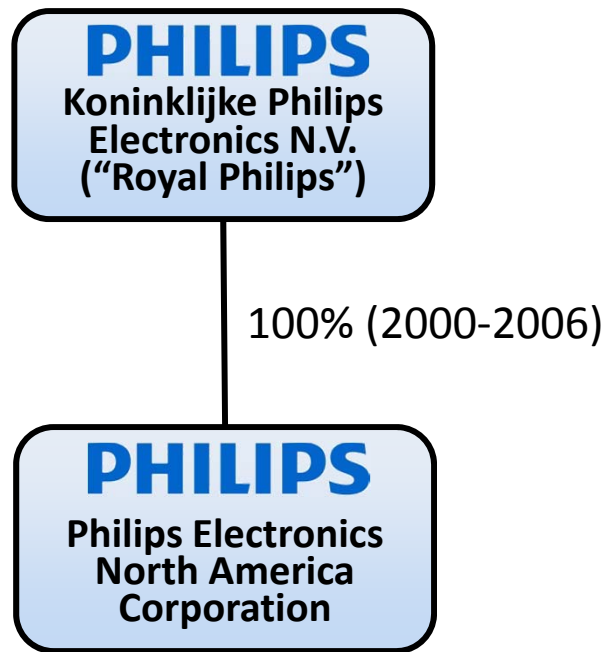 PHILIPS
Koninklijke Philips
Electronics N.V.
(“Royal Philips”)
100% (2000-2006)
PHILIPS
Philips Electronics
North America
Corporation